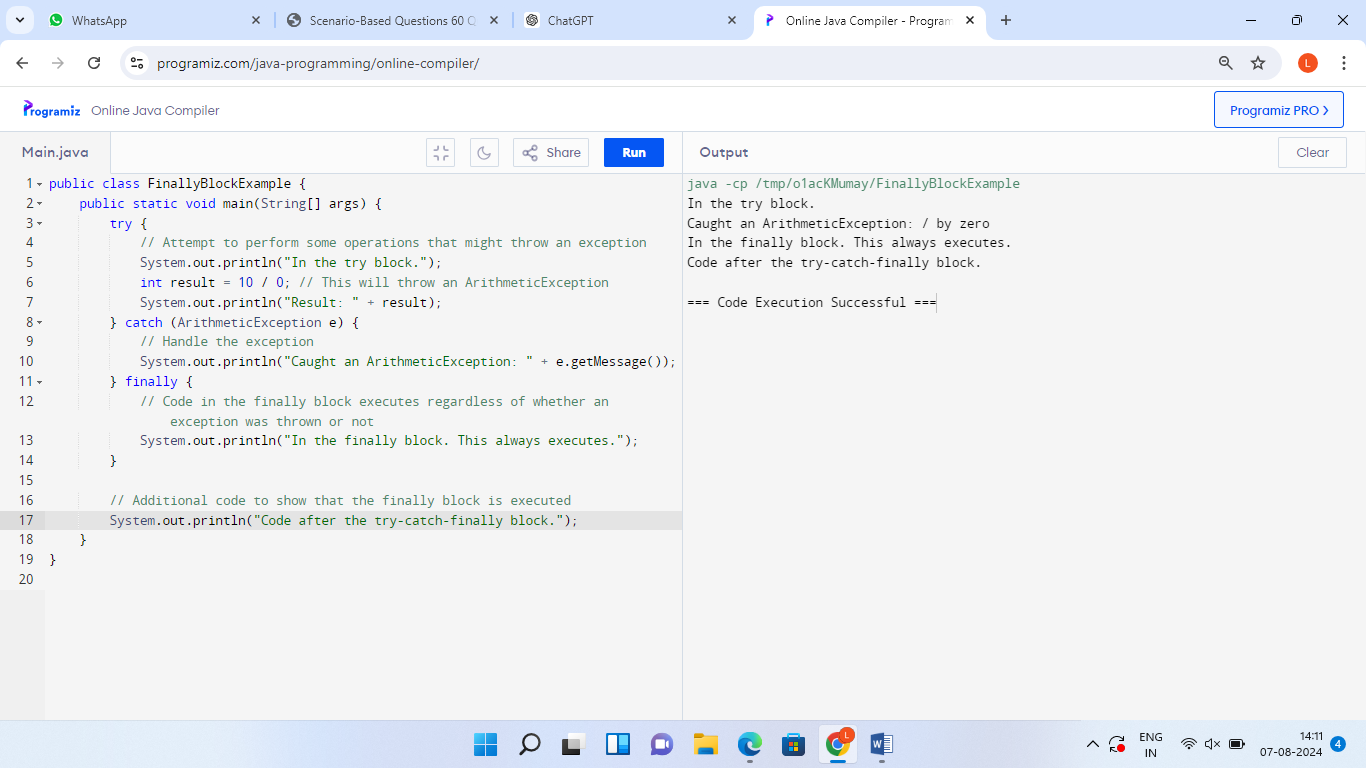 WhatsApp
Scenario-Based Questions 60 Q
ChatGPT
Online Java Compiler - Program
programiz.com/java-programming/online-compiler/
L
Programiz Online Java Compiler
Programiz PRO >
Main.java
Share
Run
Output
Clear
1 public class FinallyBlockExample {
2 public static void main(String[] args) {
3 try {
4 // Attempt to perform some operations that might throw an exception
5 System.out.println("In the try block.");
6 int result = 10 / 0; // This will throw an ArithmeticException
7 System.out.println("Result: " + result);
8 } catch (ArithmeticException e) {
9 // Handle the exception
10 System.out.println("Caught an ArithmeticException: " + e.getMessage());
11 } finally {
12 // Code in the finally block executes regardless of whether an
exception was thrown or not
13 System.out.println("In the finally block. This always executes.");
14 }
15
16 // Additional code to show that the finally block is executed
17 System.out.println("Code after the try-catch-finally block.");
18 }
19 }
20
java -cp /tmp/o1acKMumay/FinallyBlockExample
In the try block.
Caught an ArithmeticException: / by zero
In the finally block. This always executes.
Code after the try-catch-finally block.
=== Code Execution Successful ===
L
W
ENG
IN
14:11
07-08-2024
4